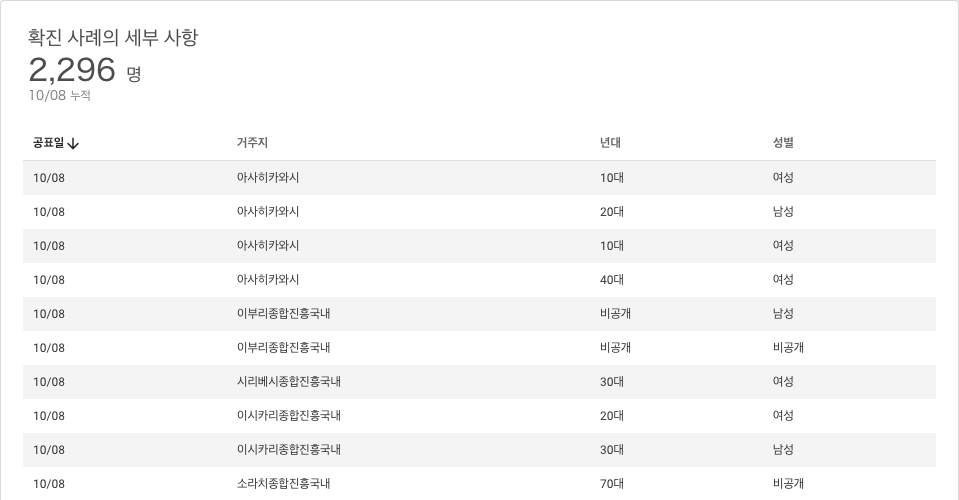 확진 사례의 세부 사항
2,296 명
10/08 누적
공표일 거주지 년대 성별
10/08 아사히카와시 10대 여성
10/08 아사히카와시 20대 남성
10/08 아사히카와시 10대 여성
10/08 아사히카와시 40대 여성
10/08 이부리종합진흥국내 비공개 남성
10/08 이부리종합진흥국내 비공개 비공개
10/08 시리베시종합진흥국내 30대 여성
10/08 이시카리종합진흥국내 20대 여성
10/08 이시카리종합진흥국내 30대 남성
10/08 소라치종합진흥국내 70대 비공개